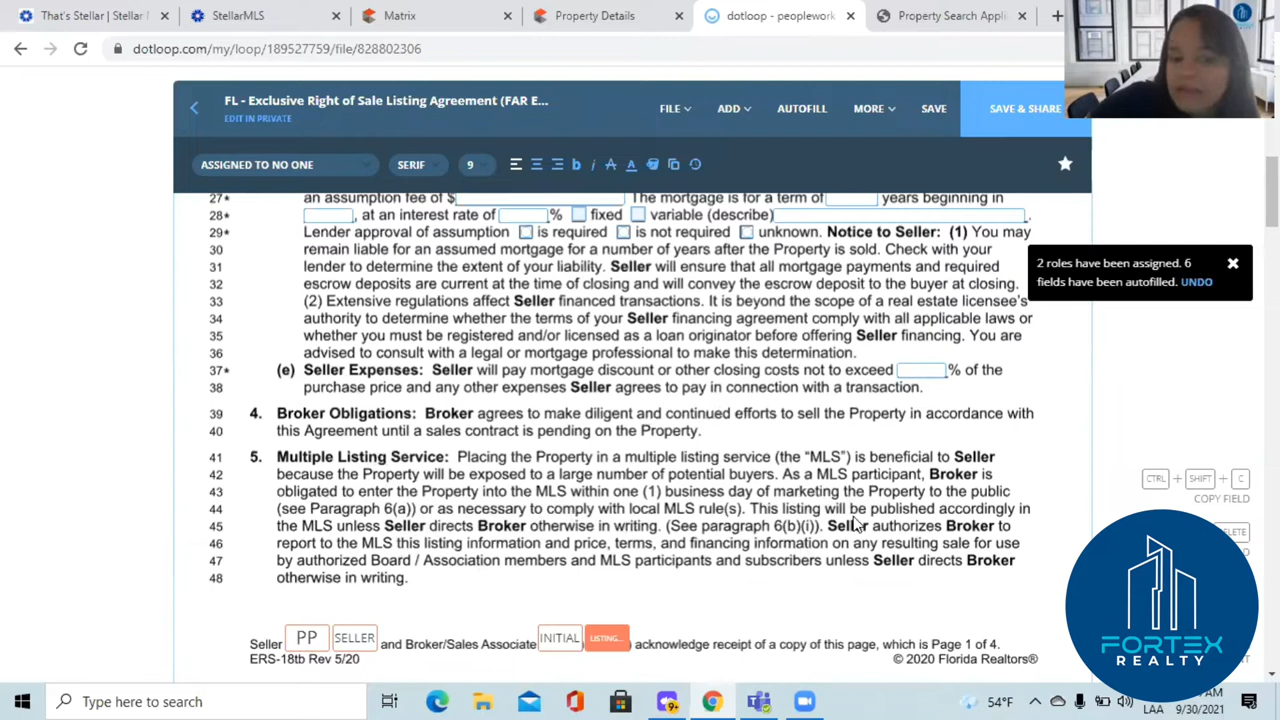 That's Stellar | Stellar M
StellarMLS
Matrix
Property Details
dotloop - peoplework
Property Search Appli
dotloop.com/my/loop/189527759/file/828802306
FL - Exclusive Right of Sale Listing Agreement (FAR E...
EDIT IN PRIVATE
FILE
ADD
AUTOFILL
MORE
SAVE
SAVE & SHARE
ASSIGNED TO NO ONE
SERIF
9
b i A A
27* an assumption fee of $ The mortgage is for a term of years beginning in
28* , at an interest rate of % fixed variable (describe) .
29* Lender approval of assumption is required is not required unknown. Notice to Seller: (1) You may
30 remain liable for an assumed mortgage for a number of years after the Property is sold. Check with your
31 lender to determine the extent of your liability. Seller will ensure that all mortgage payments and required
32 escrow deposits are current at the time of closing and will convey the escrow deposit to the buyer at closing.
33 (2) Extensive regulations affect Seller financed transactions. It is beyond the scope of a real estate licensee's
34 authority to determine whether the terms of your Seller financing agreement comply with all applicable laws or
35 whether you must be registered and/or licensed as a loan originator before offering Seller financing. You are
36 advised to consult with a legal or mortgage professional to make this determination.
37* (e) Seller Expenses: Seller will pay mortgage discount or other closing costs not to exceed % of the
38 purchase price and any other expenses Seller agrees to pay in connection with a transaction.
39 4. Broker Obligations: Broker agrees to make diligent and continued efforts to sell the Property in accordance with
40 this Agreement until a sales contract is pending on the Property.
41 5. Multiple Listing Service: Placing the Property in a multiple listing service (the "MLS") is beneficial to Seller
42 because the Property will be exposed to a large number of potential buyers. As a MLS participant, Broker is
43 obligated to enter the Property into the MLS within one (1) business day of marketing the Property to the public
44 (see Paragraph 6(a)) or as necessary to comply with local MLS rule(s). This listing will be published accordingly in
45 the MLS unless Seller directs Broker otherwise in writing. (See paragraph 6(b)(i)). Seller authorizes Broker to
46 report to the MLS this listing information and price, terms, and financing information on any resulting sale for use
47 by authorized Board / Association members and MLS participants and subscribers unless Seller directs Broker
48 otherwise in writing.
Seller PP SELLER and Broker/Sales Associate INITIAL LISTING... acknowledge receipt of a copy of this page, which is Page 1 of 4.
ERS-18tb Rev 5/20 © 2020 Florida Realtors®
2 roles have been assigned. 6
fields have been autofilled. UNDO
CTRL + SHIFT + C
COPY FIELD
FORTEX
REALTY
Type here to search
9+
54°F
LAA
AM
9/30/2021